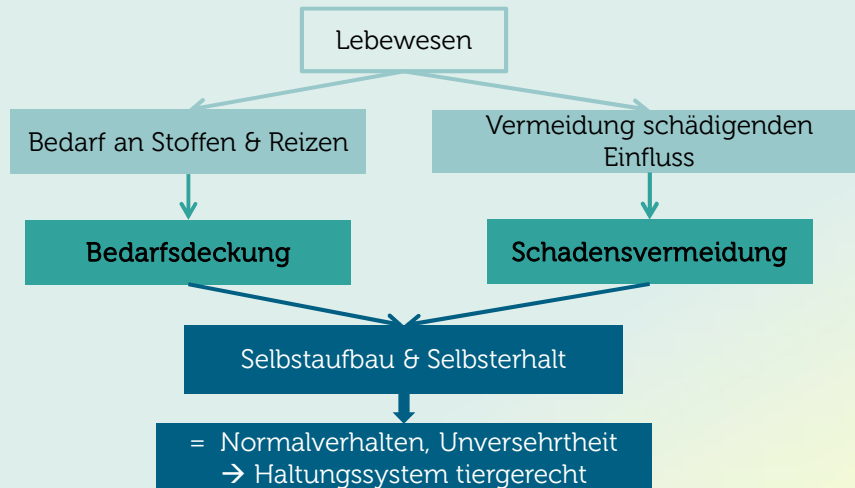 Lebewesen
Bedarf an Stoffen & Reizen
Vermeidung schädigenden
Einfluss
Bedarfsdeckung
Schadensvermeidung
Selbstaufbau & Selbsterhalt
= Normalverhalten, Unversehrtheit
→ Haltungssystem tiergerecht